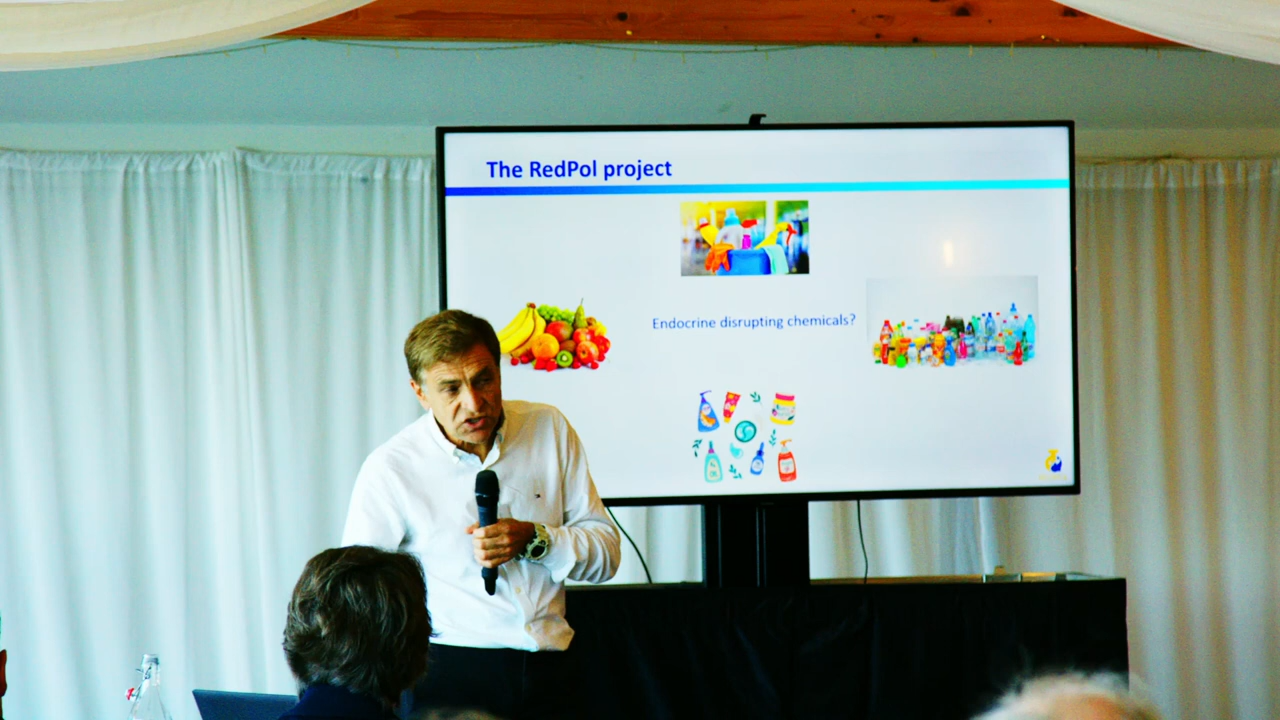 The RedPol project
Endocrine disrupting chemicals?